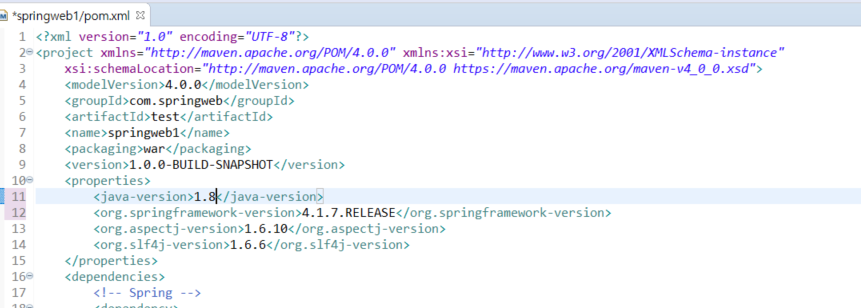 *springweb1/pom.xml
1 <?xml version="1.0" encoding="UTF-8"?>
2 <project xmlns="http://maven.apache.org/POM/4.0.0" xmlns:xsi="http://www.w3.org/2001/XMLSchema-instance"
3     xsi:schemaLocation="http://maven.apache.org/POM/4.0.0 https://maven.apache.org/maven-v4_0_0.xsd">
4     <modelVersion>4.0.0</modelVersion>
5     <groupId>com.springweb</groupId>
6     <artifactId>test</artifactId>
7     <name>springweb1</name>
8     <packaging>war</packaging>
9     <version>1.0.0-BUILD-SNAPSHOT</version>
10     <properties>
11         <java-version>1.8</java-version>
12         <org.springframework-version>4.1.7.RELEASE</org.springframework-version>
13         <org.aspectj-version>1.6.10</org.aspectj-version>
14         <org.slf4j-version>1.6.6</org.slf4j-version>
15     </properties>
16     <dependencies>
17         <!-- Spring -->
18         <dependency>